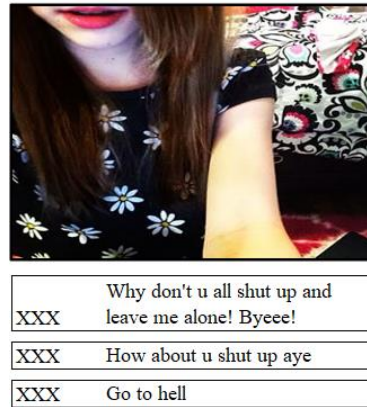 Why don't u all shut up and
XXX leave me alone! Byeee!
XXX How about u shut up aye
XXX Go to hell